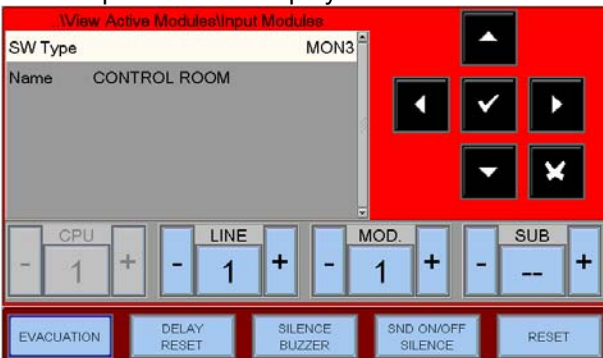 ..\View Active Modules\Input Modules
SW Type MON3
Name CONTROL ROOM
CPU LINE MOD. SUB
- 1 + - 1 + - 1 + - -- +
EVACUATION DELAY RESET SILENCE BUZZER SND ON/OFF SILENCE RESET